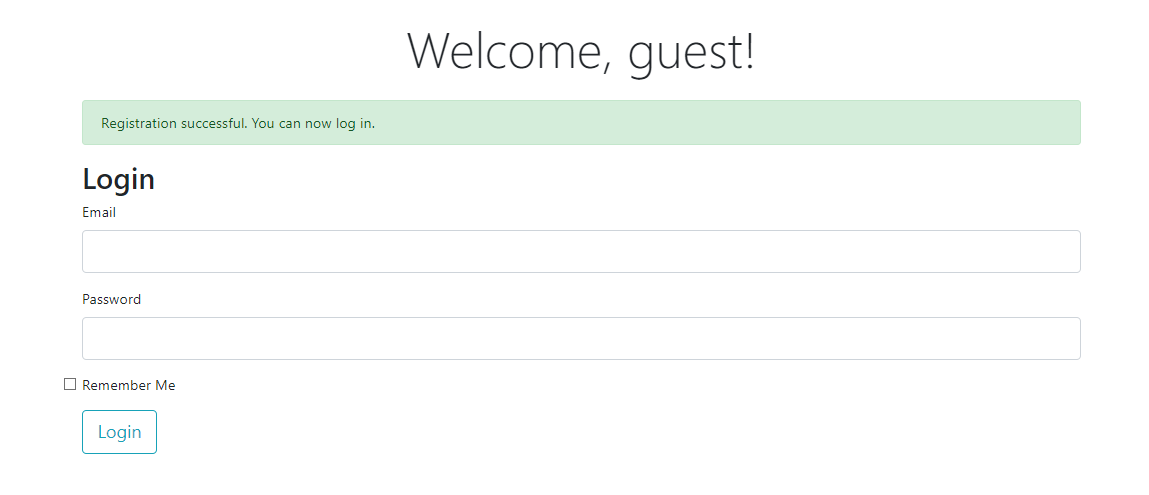 Welcome, guest!
Registration successful. You can now log in.
Login
Email
Password
Remember Me
Login